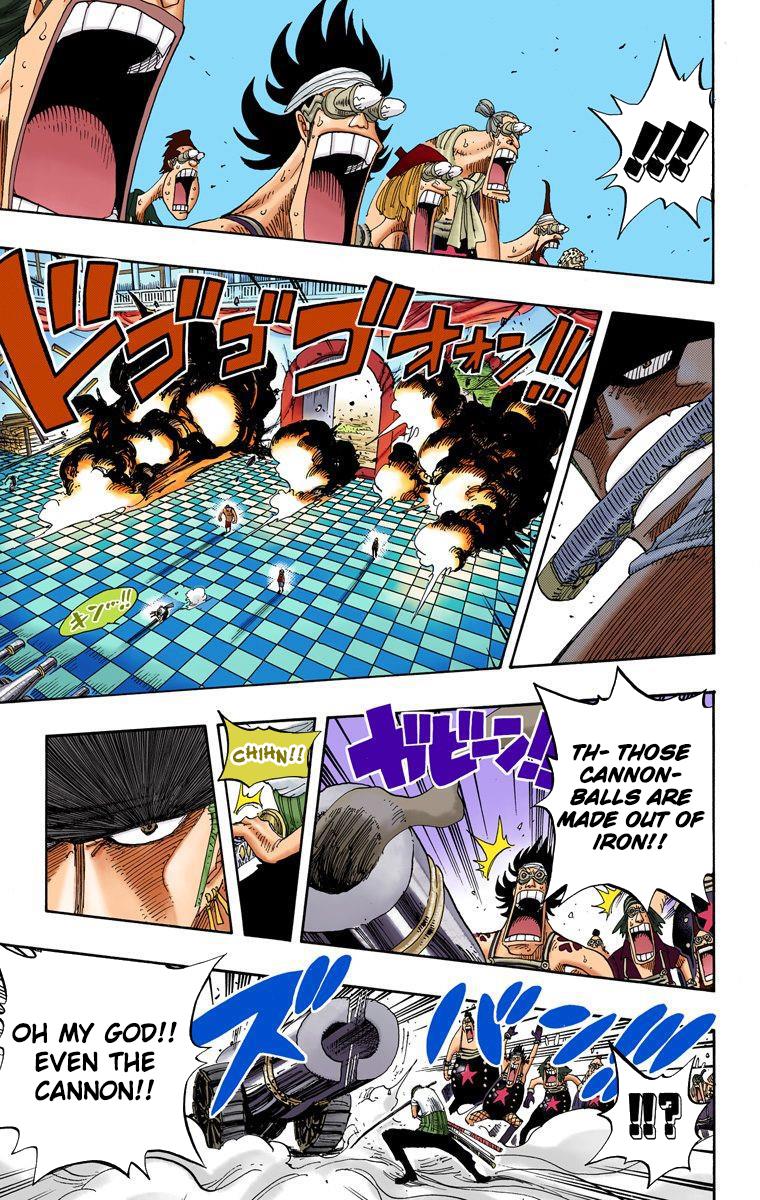 !!!!
ドゴゴゴオォン!!!
TH- THOSE
CANNON-
BALLS ARE
MADE OUT OF
IRON!!
ガビーン!!
CHIHN!!
!!?
ズバン!!
OH MY GOD!!
EVEN THE
CANNON!!